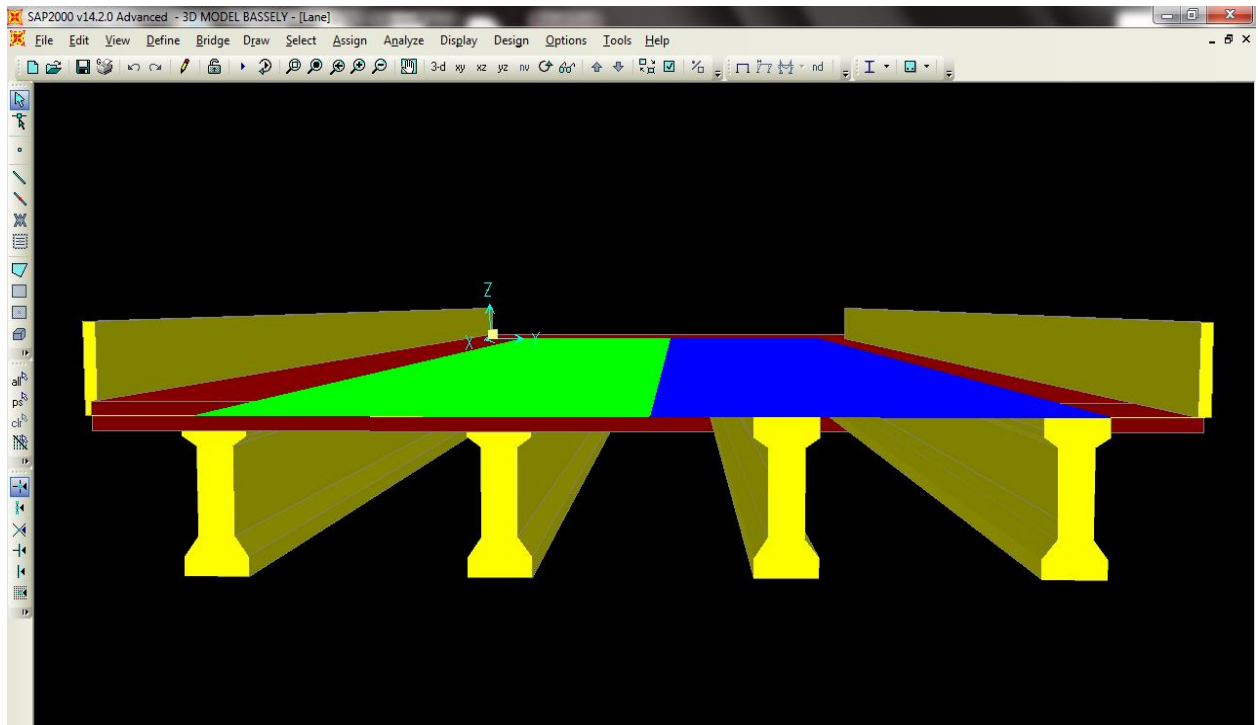 SAP2000 v14.2.0 Advanced - 3D MODEL BASSELY - [Lane]
File Edit View Define Bridge Draw Select Assign Analyze Display Design Options Tools Help
3-d xy xz yz nv nd
Z
X Y
all
ps
clr